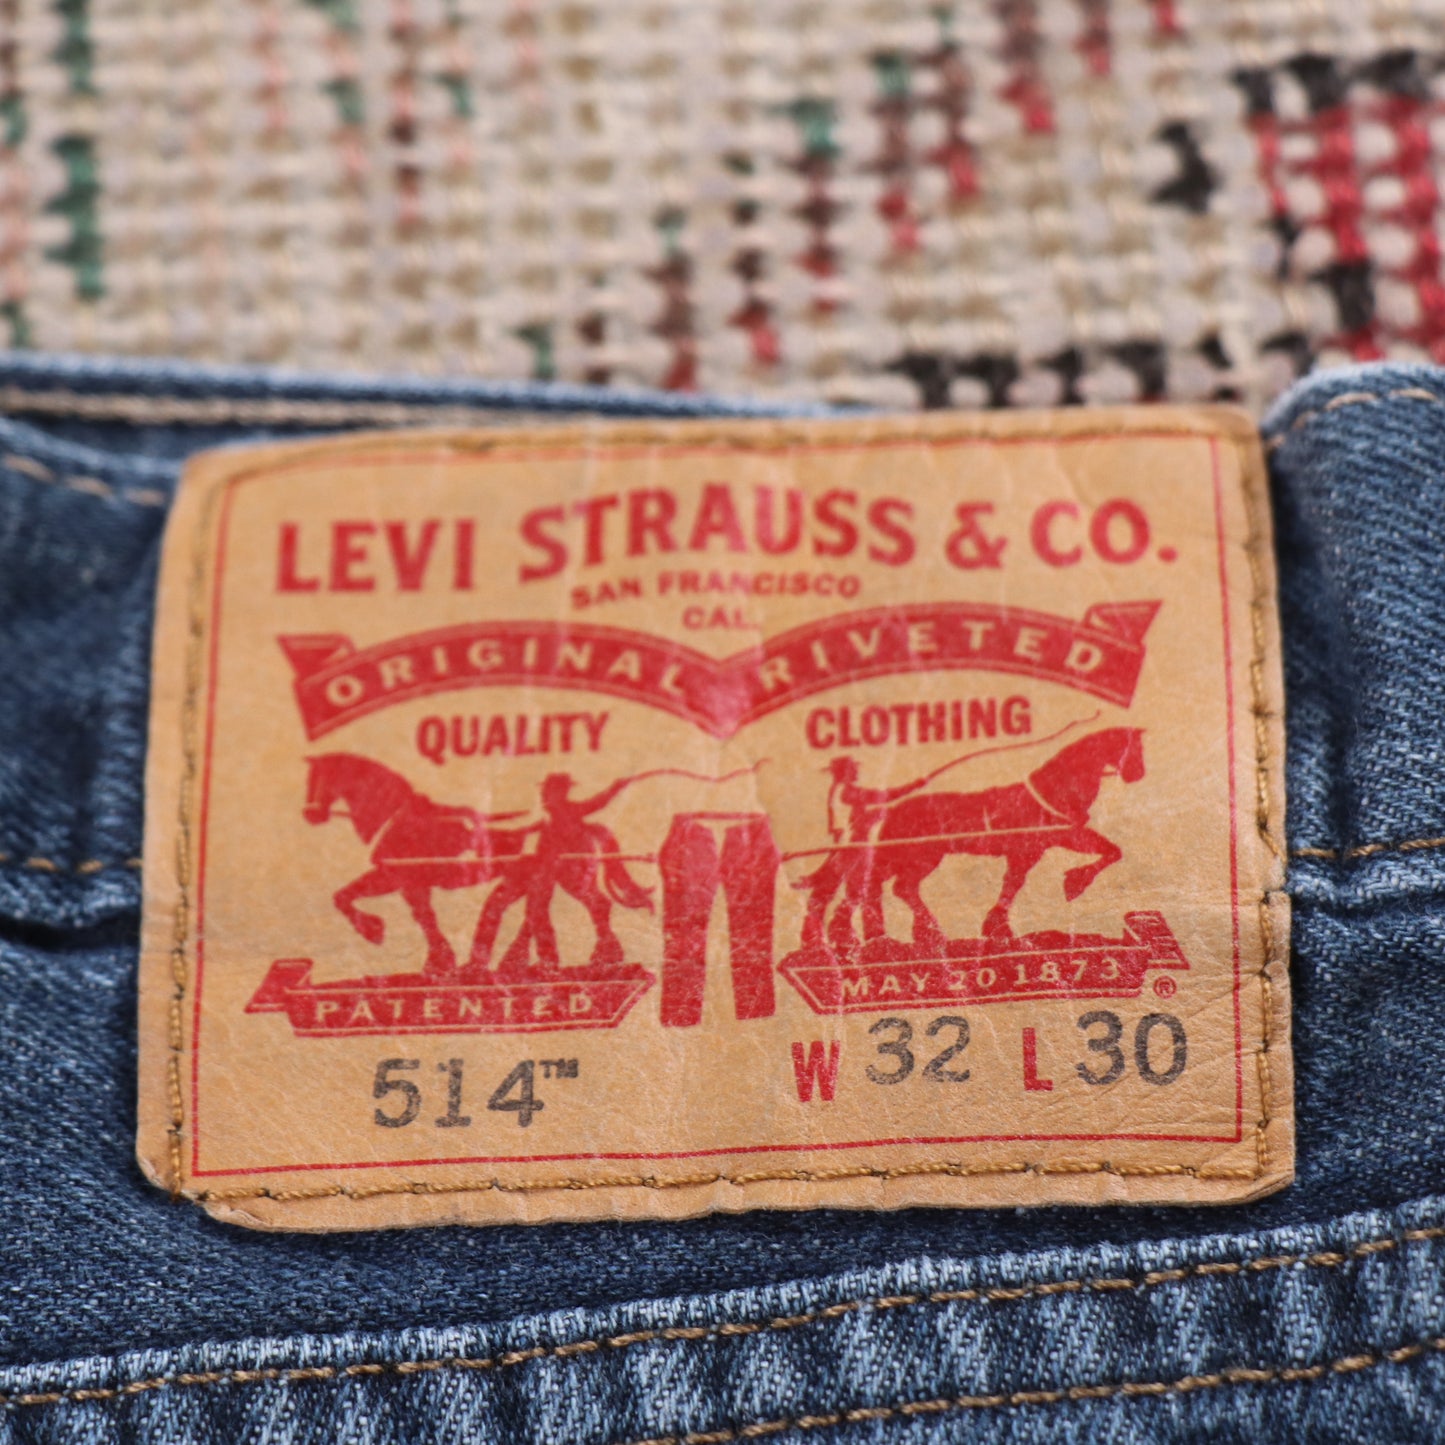 LEVI STRAUSS & CO.
SAN FRANCISCO
CAL.
ORIGINAL RIVETED
QUALITY CLOTHING
PATENTED MAY 20 1873 ®
514™ W 32 L 30